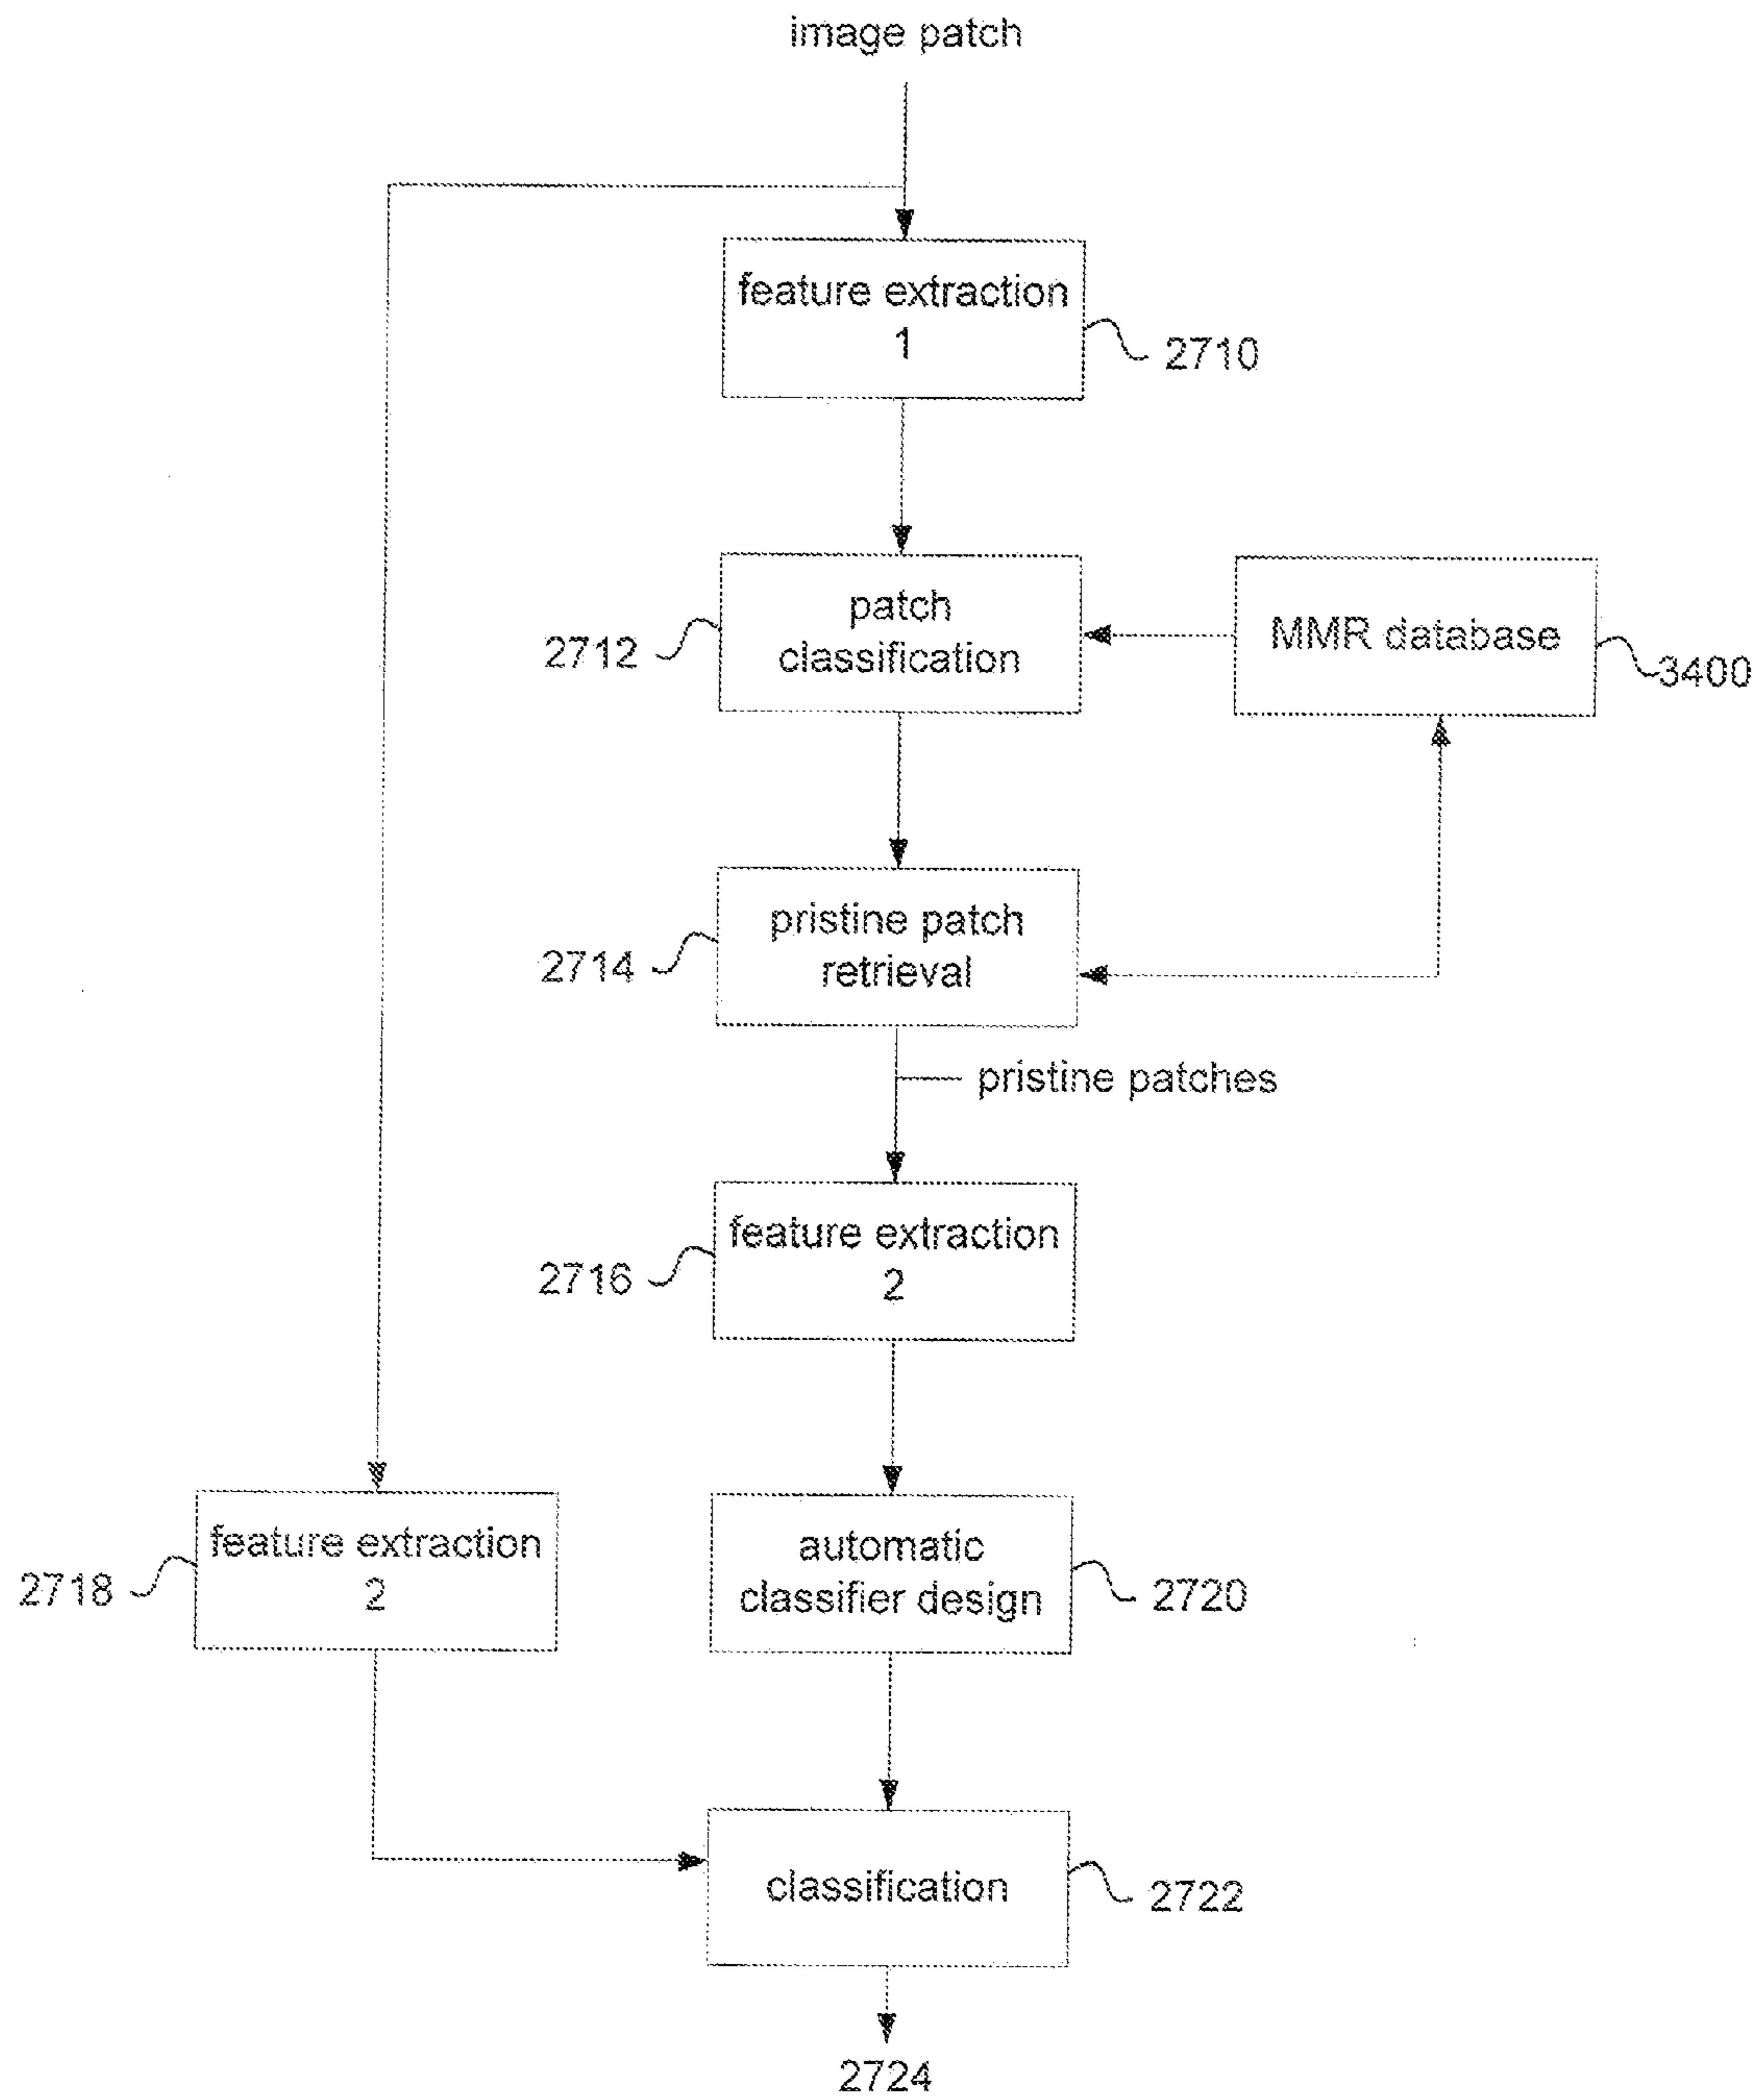 image patch
feature extraction
1
2710
patch
classification
2712
MMR database
3400
pristine patch
retrieval
2714
pristine patches
feature extraction
2
2716
feature extraction
2
2718
automatic
classifier design
2720
classification
2722
2724